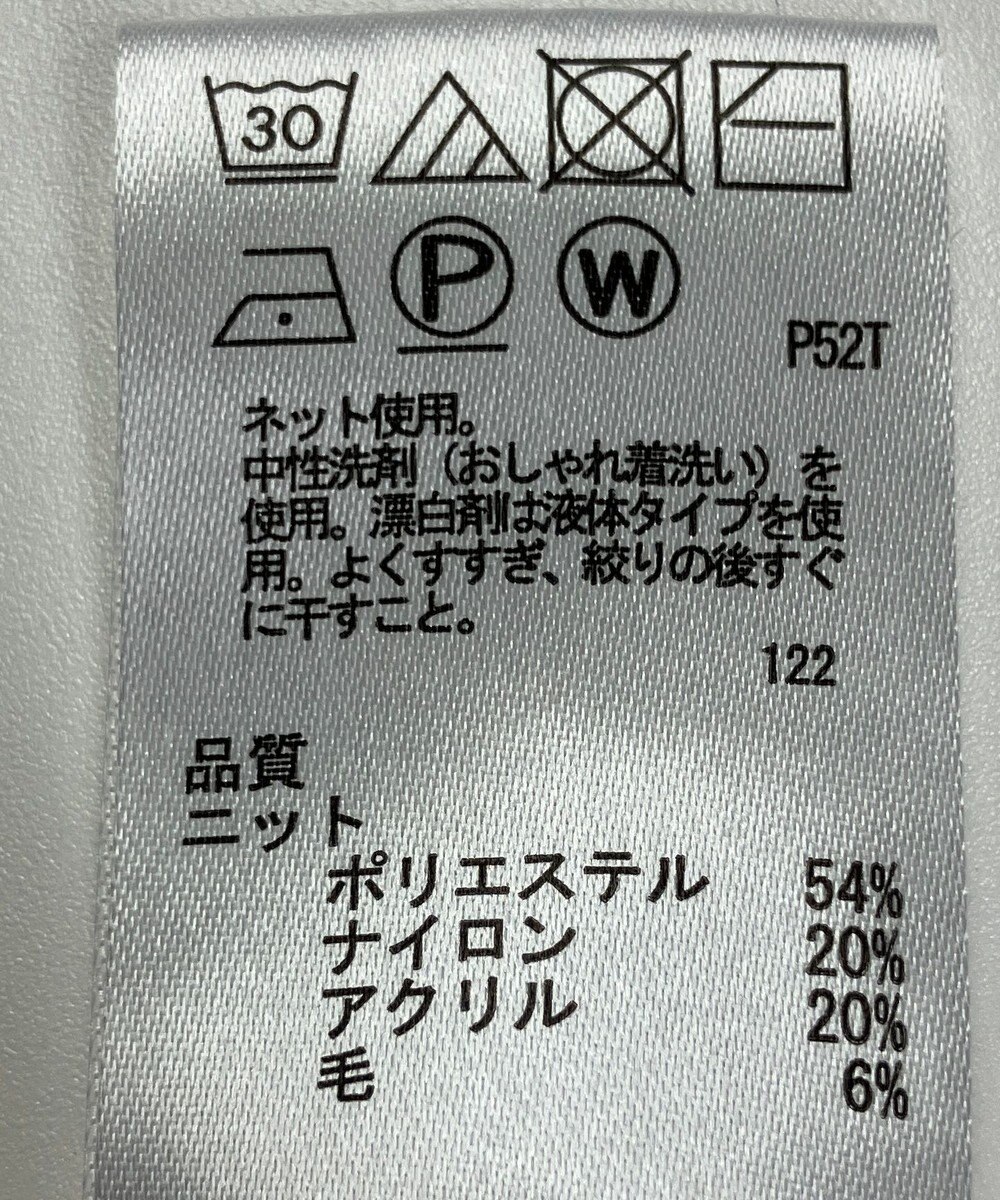 30
P W
P52T
ネット使用。
中性洗剤（おしゃれ着洗い）を
使用。漂白剤は液体タイプを使
用。よくすすぎ、絞りの後すぐ
に干すこと。
122
品質
ニット
ポリエステル 54%
ナイロン 20%
アクリル 20%
毛 6%